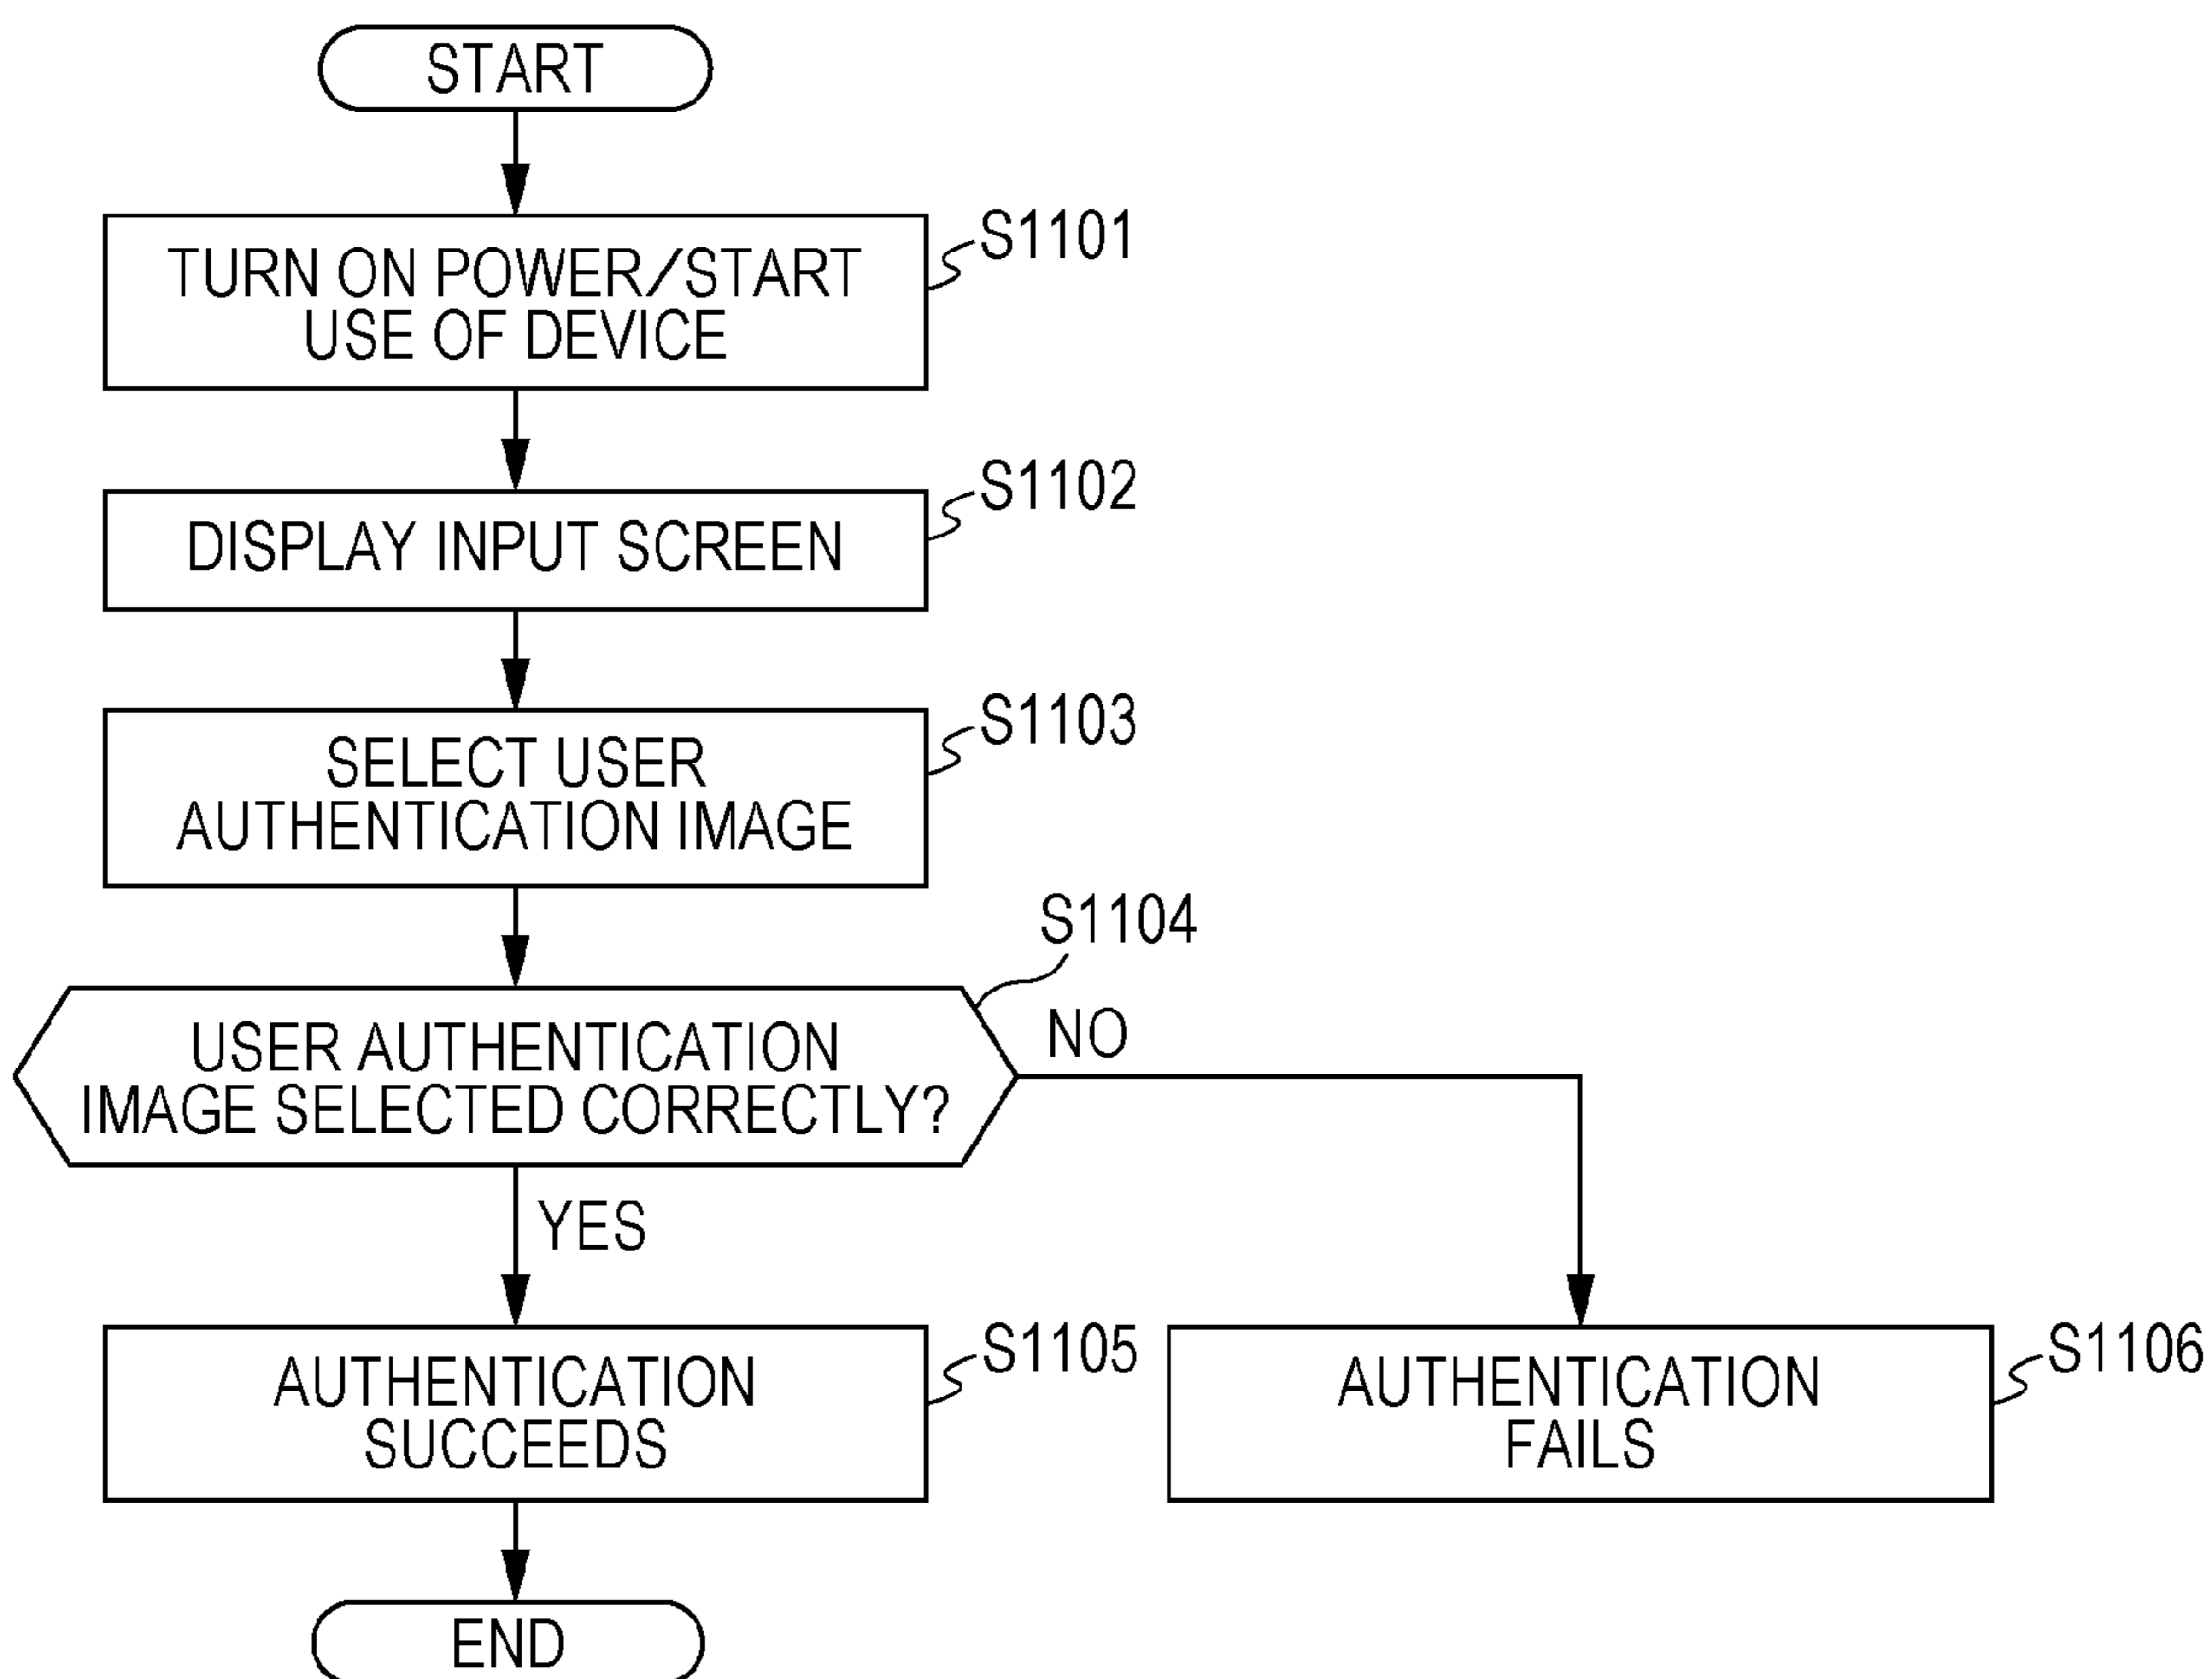 START
S1101
TURN ON POWER/START
USE OF DEVICE
S1102
DISPLAY INPUT SCREEN
S1103
SELECT USER
AUTHENTICATION IMAGE
S1104
USER AUTHENTICATION
IMAGE SELECTED CORRECTLY?
NO
YES
S1105
AUTHENTICATION
SUCCEEDS
S1106
AUTHENTICATION
FAILS
END